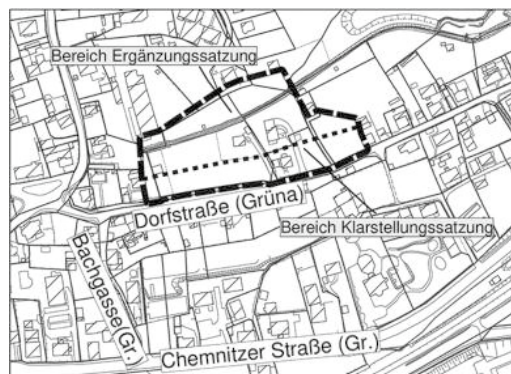 Bereich Ergänzungssatzung
Dorfstraße (Grüna)
Bereich Klarstellungssatzung
Bachgasse(Gr.)
Chemnitzer Straße (Gr.)